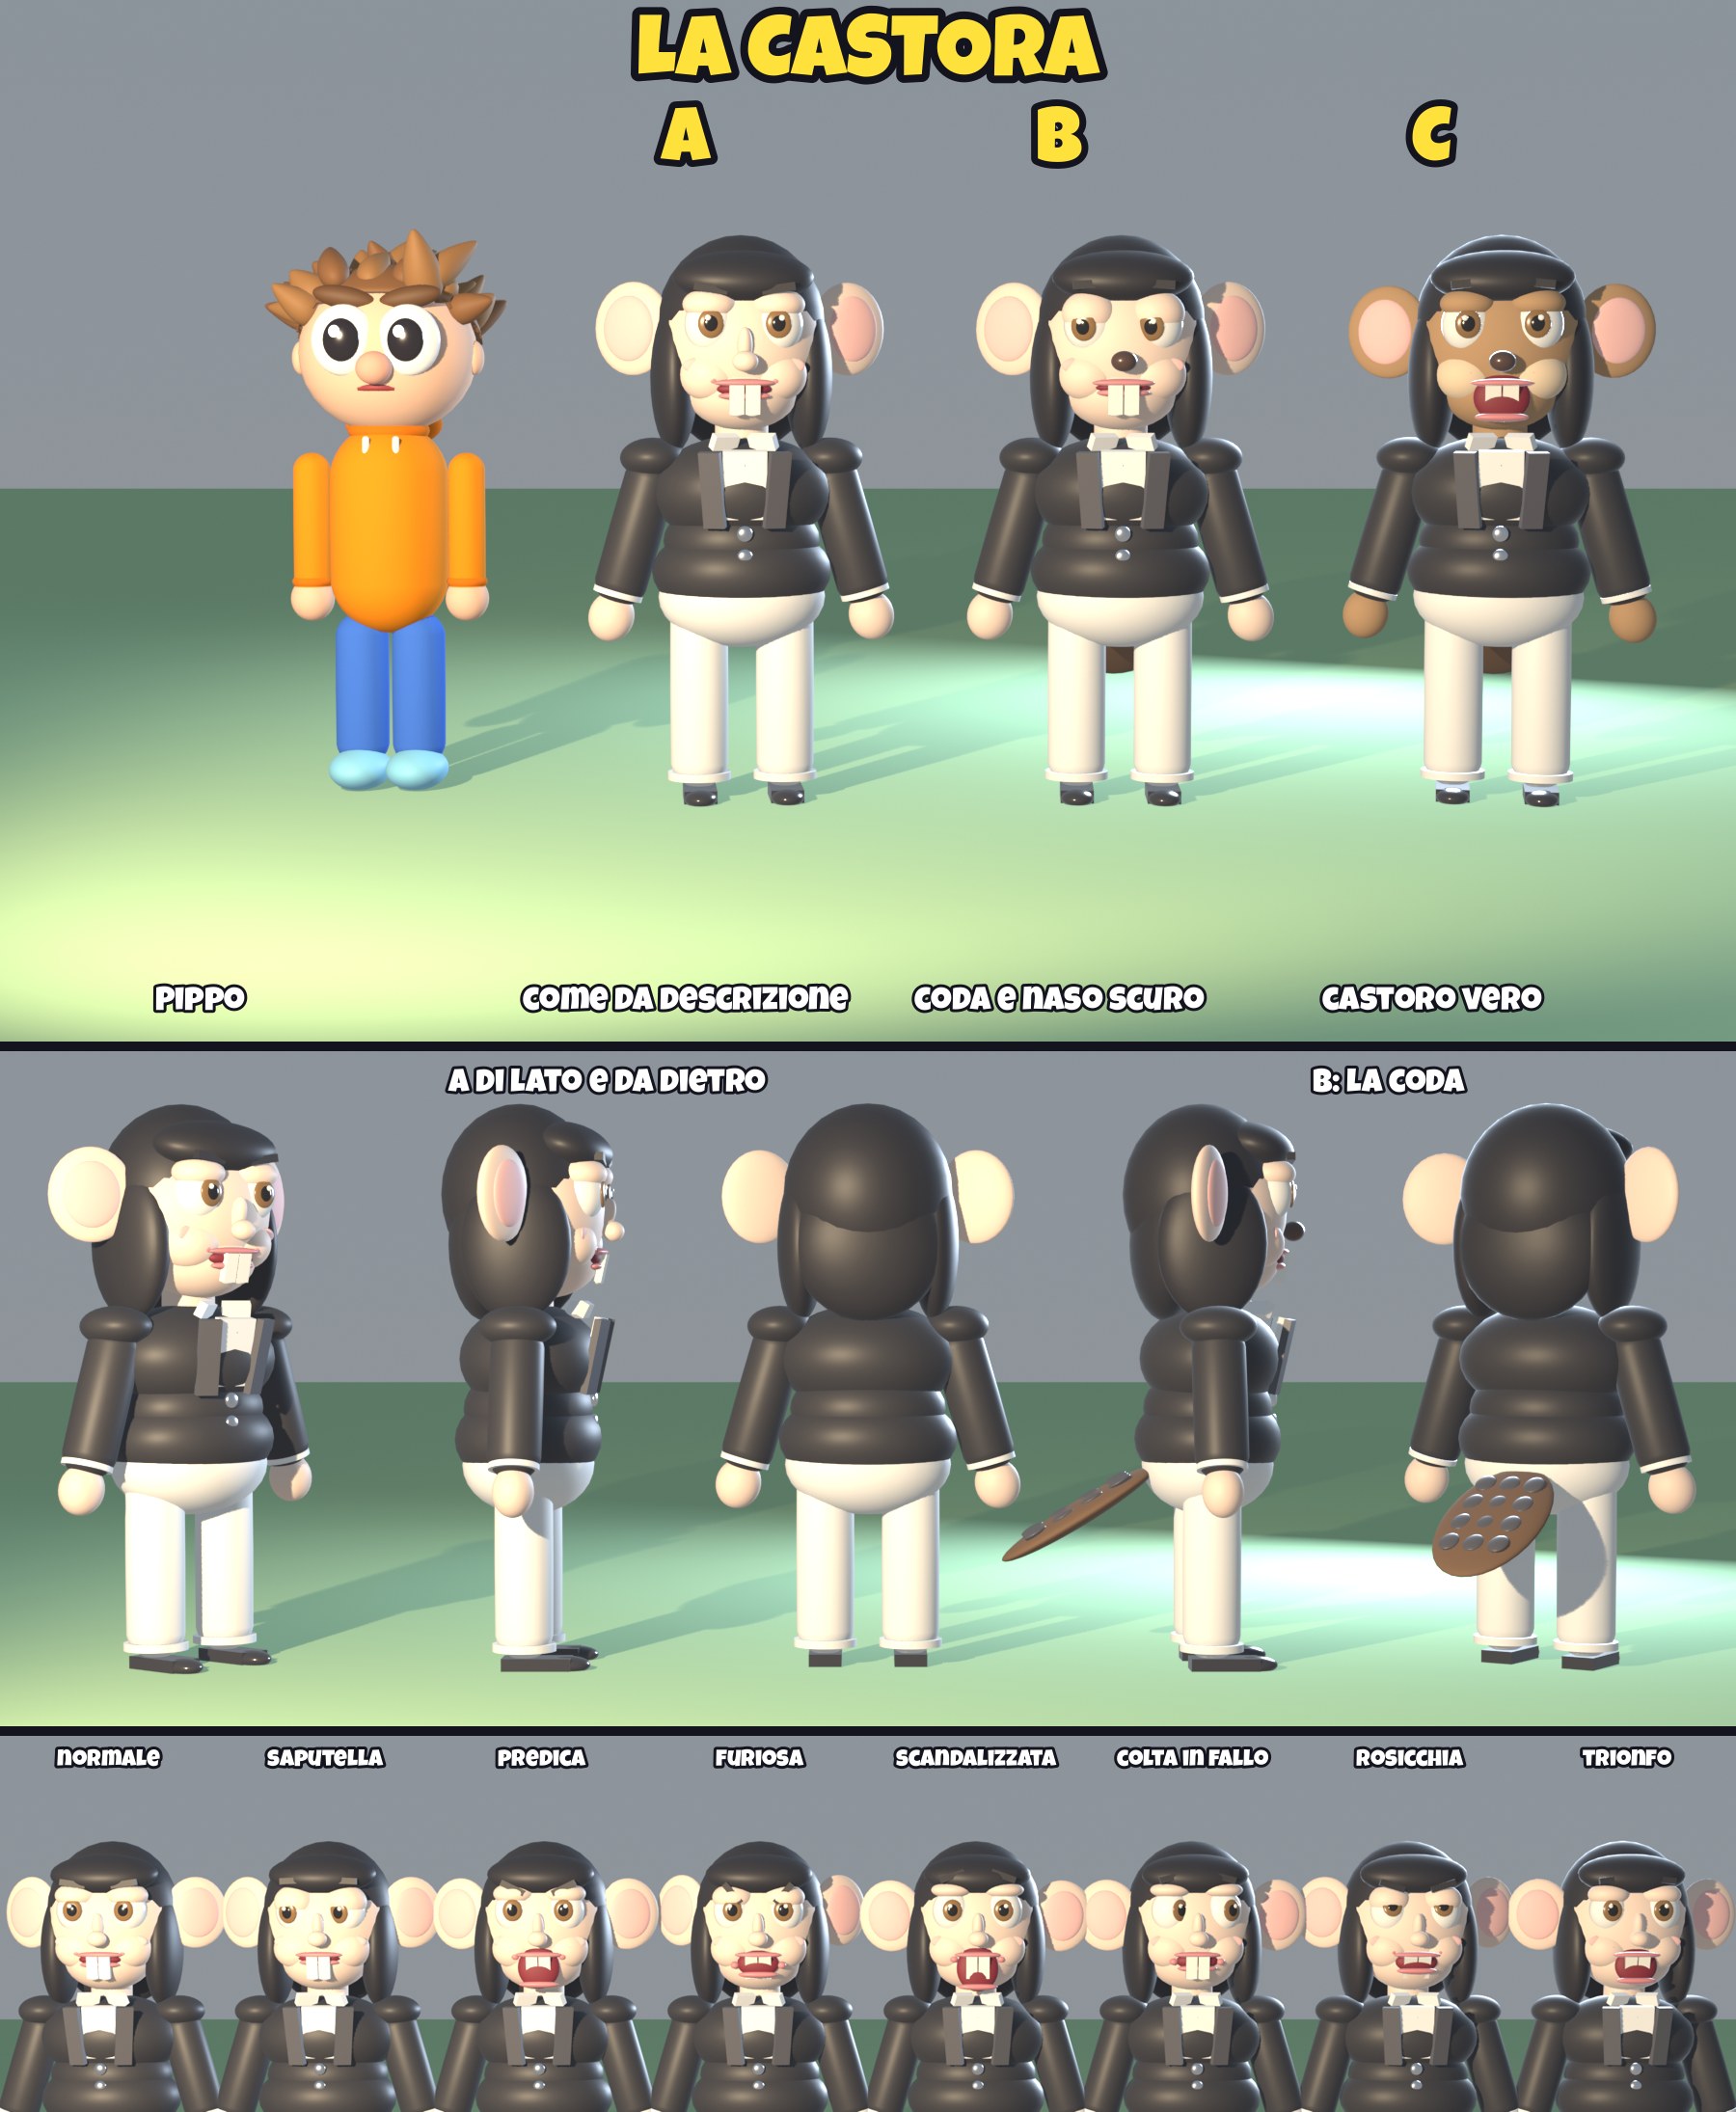 LA CASTORA
A B C
PIPPO COME DA DESCRIZIONE CODA E NASO SCURO CASTORO VERO
A DI LATO E DA DIETRO B: LA CODA
NORMALE SAPUTELLA PREDICA FURIOSA SCANDALIZZATA COLTA IN FALLO ROSICCHIA TRIONFO